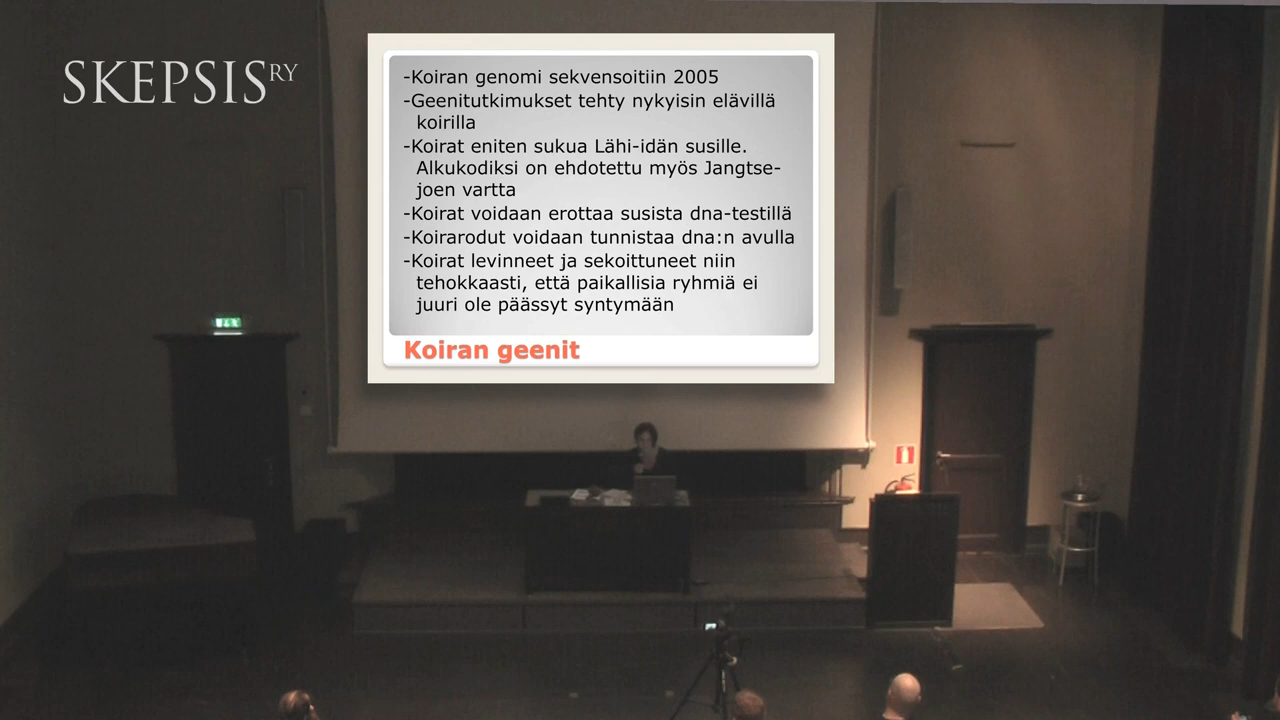 SKEPSIS RY
-Koiran genomi sekvensoitiin 2005
-Geenitutkimukset tehty nykyisin elävillä
koirilla
-Koirat eniten sukua Lähi-idän susille.
Alkukodiksi on ehdotettu myös Jangtse-
joen vartta
-Koirat voidaan erottaa susista dna-testillä
-Koirarodut voidaan tunnistaa dna:n avulla
-Koirat levinneet ja sekoittuneet niin
tehokkaasti, että paikallisia ryhmiä ei
juuri ole päässyt syntymään
Koiran geenit